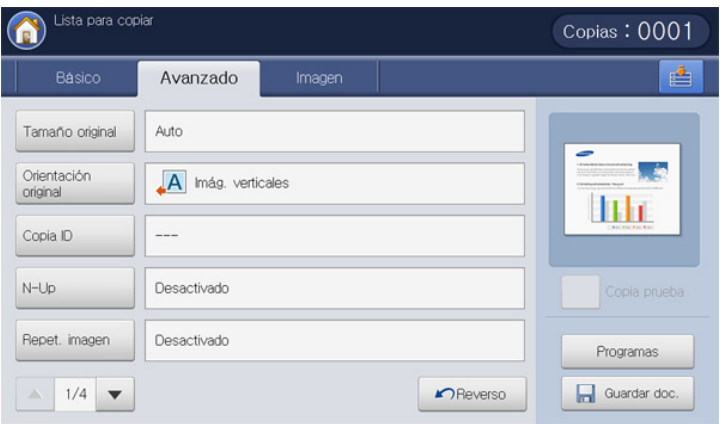 Lista para copiar
Copias : 0001
Básico
Avanzado
Imagen
Tamaño original
Auto
Orientación
original
A Imág. verticales
Copia ID
---
N-Up
Desactivado
Repet. imagen
Desactivado
1/4
Reverso
Copia prueba
Programas
Guardar doc.